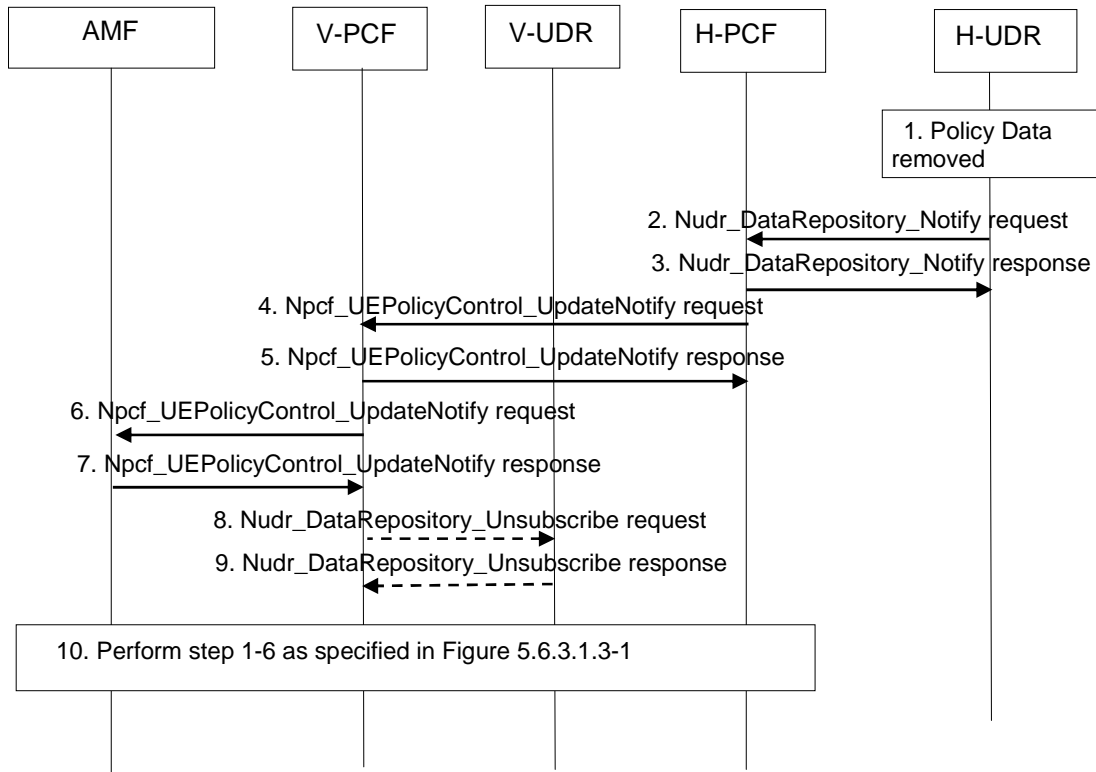 AMF
V-PCF
V-UDR
H-PCF
H-UDR
1. Policy Data
removed
2. Nudr_DataRepository_Notify request
3. Nudr_DataRepository_Notify response
4. Npcf_UEPolicyControl_UpdateNotify request
5. Npcf_UEPolicyControl_UpdateNotify response
6. Npcf_UEPolicyControl_UpdateNotify request
7. Npcf_UEPolicyControl_UpdateNotify response
8. Nudr_DataRepository_Unsubscribe request
9. Nudr_DataRepository_Unsubscribe response
10. Perform step 1-6 as specified in Figure 5.6.3.1.3-1